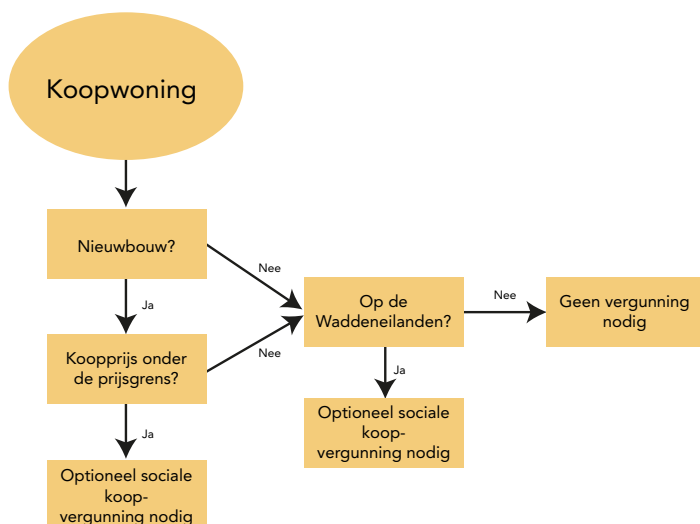 Koopwoning
Nieuwbouw?
Nee
Ja
Op de
Waddeneilanden?
Nee
Geen vergunning
nodig
Koopprijs onder
de prijsgrens?
Nee
Ja
Ja
Optioneel sociale
koop-
vergunning nodig
Optioneel sociale
koop-
vergunning nodig